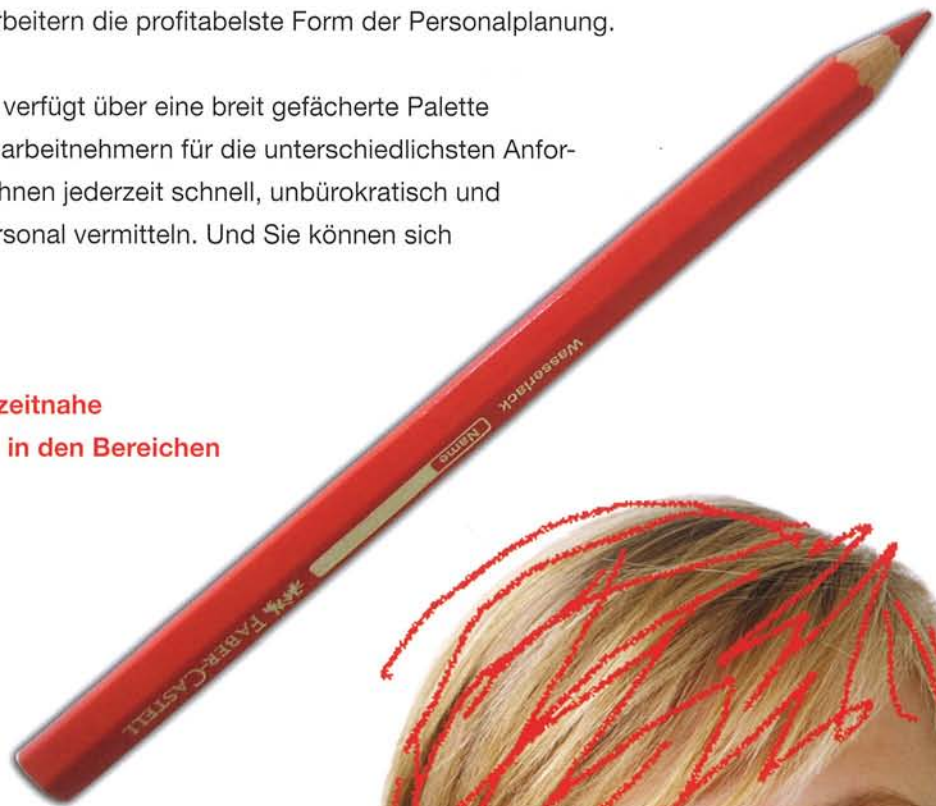 rbeitern die profitabelste Form der Personalplanung.
verfügt über eine breit gefächerte Palette
arbeitnehmern für die unterschiedlichsten Anfor-
hnen jederzeit schnell, unbürokratisch und
rsonal vermitteln. Und Sie können sich
zeitnahe
in den Bereichen
Wasserlack
Name
FABER-CASTELL